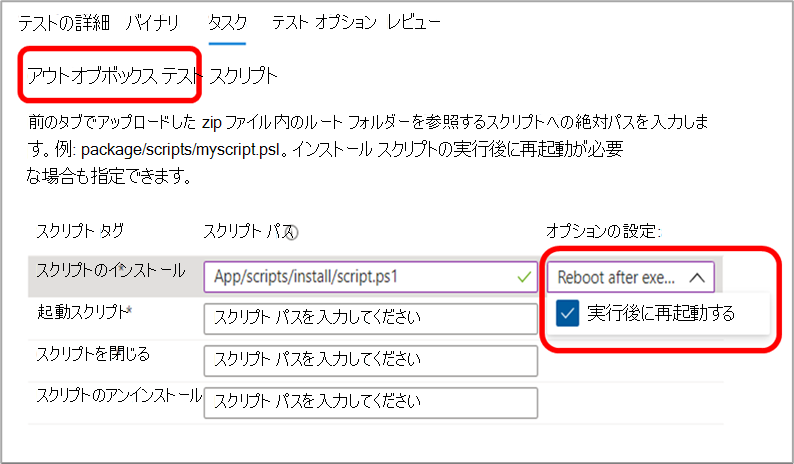 テストの詳細 バイナリ タスク テスト オプション レビュー
アウトオブボックス テスト スクリプト
前のタブでアップロードした zip ファイル内のルート フォルダーを参照するスクリプトへの絶対パスを入力しま
す。例: package/scripts/myscript.psl。インストール スクリプトの実行後に再起動が必要
な場合も指定できます。
スクリプト タグ スクリプト パス オプションの設定:
スクリプトのインストール* App/scripts/install/script.ps1 Reboot after exe...
実行後に再起動する
起動スクリプト* スクリプト パスを入力してください
スクリプトを閉じる スクリプト パスを入力してください
スクリプトのアンインストール スクリプト パスを入力してください